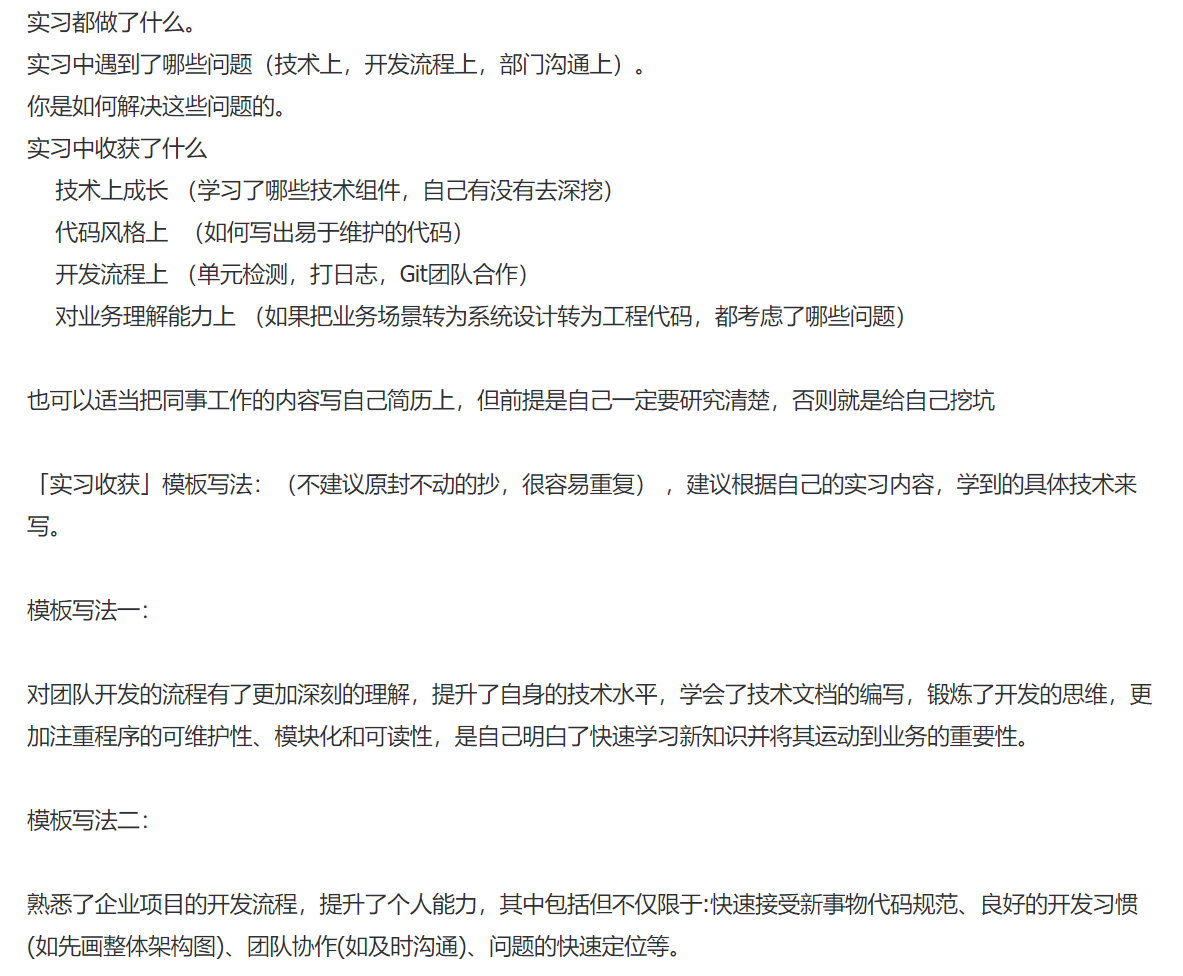 实习都做了什么。
实习中遇到了哪些问题（技术上，开发流程上，部门沟通上）。
你是如何解决这些问题的。
实习中收获了什么
技术上成长 （学习了哪些技术组件，自己有没有去深挖）
代码风格上 （如何写出易于维护的代码）
开发流程上 （单元检测，打日志，Git团队合作）
对业务理解能力上 （如果把业务场景转为系统设计转为工程代码，都考虑了哪些问题）
也可以适当把同事工作的内容写自己简历上，但前提是自己一定要研究清楚，否则就是给自己挖坑
「实习收获」模板写法：（不建议原封不动的抄，很容易重复） ，建议根据自己的实习内容，学到的具体技术来
写。
模板写法一：
对团队开发的流程有了更加深刻的理解，提升了自身的技术水平，学会了技术文档的编写，锻炼了开发的思维，更
加注重程序的可维护性、模块化和可读性，是自己明白了快速学习新知识并将其运动到业务的重要性。
模板写法二：
熟悉了企业项目的开发流程，提升了个人能力，其中包括但不仅限于:快速接受新事物代码规范、良好的开发习惯
(如先画整体架构图)、团队协作(如及时沟通)、问题的快速定位等。